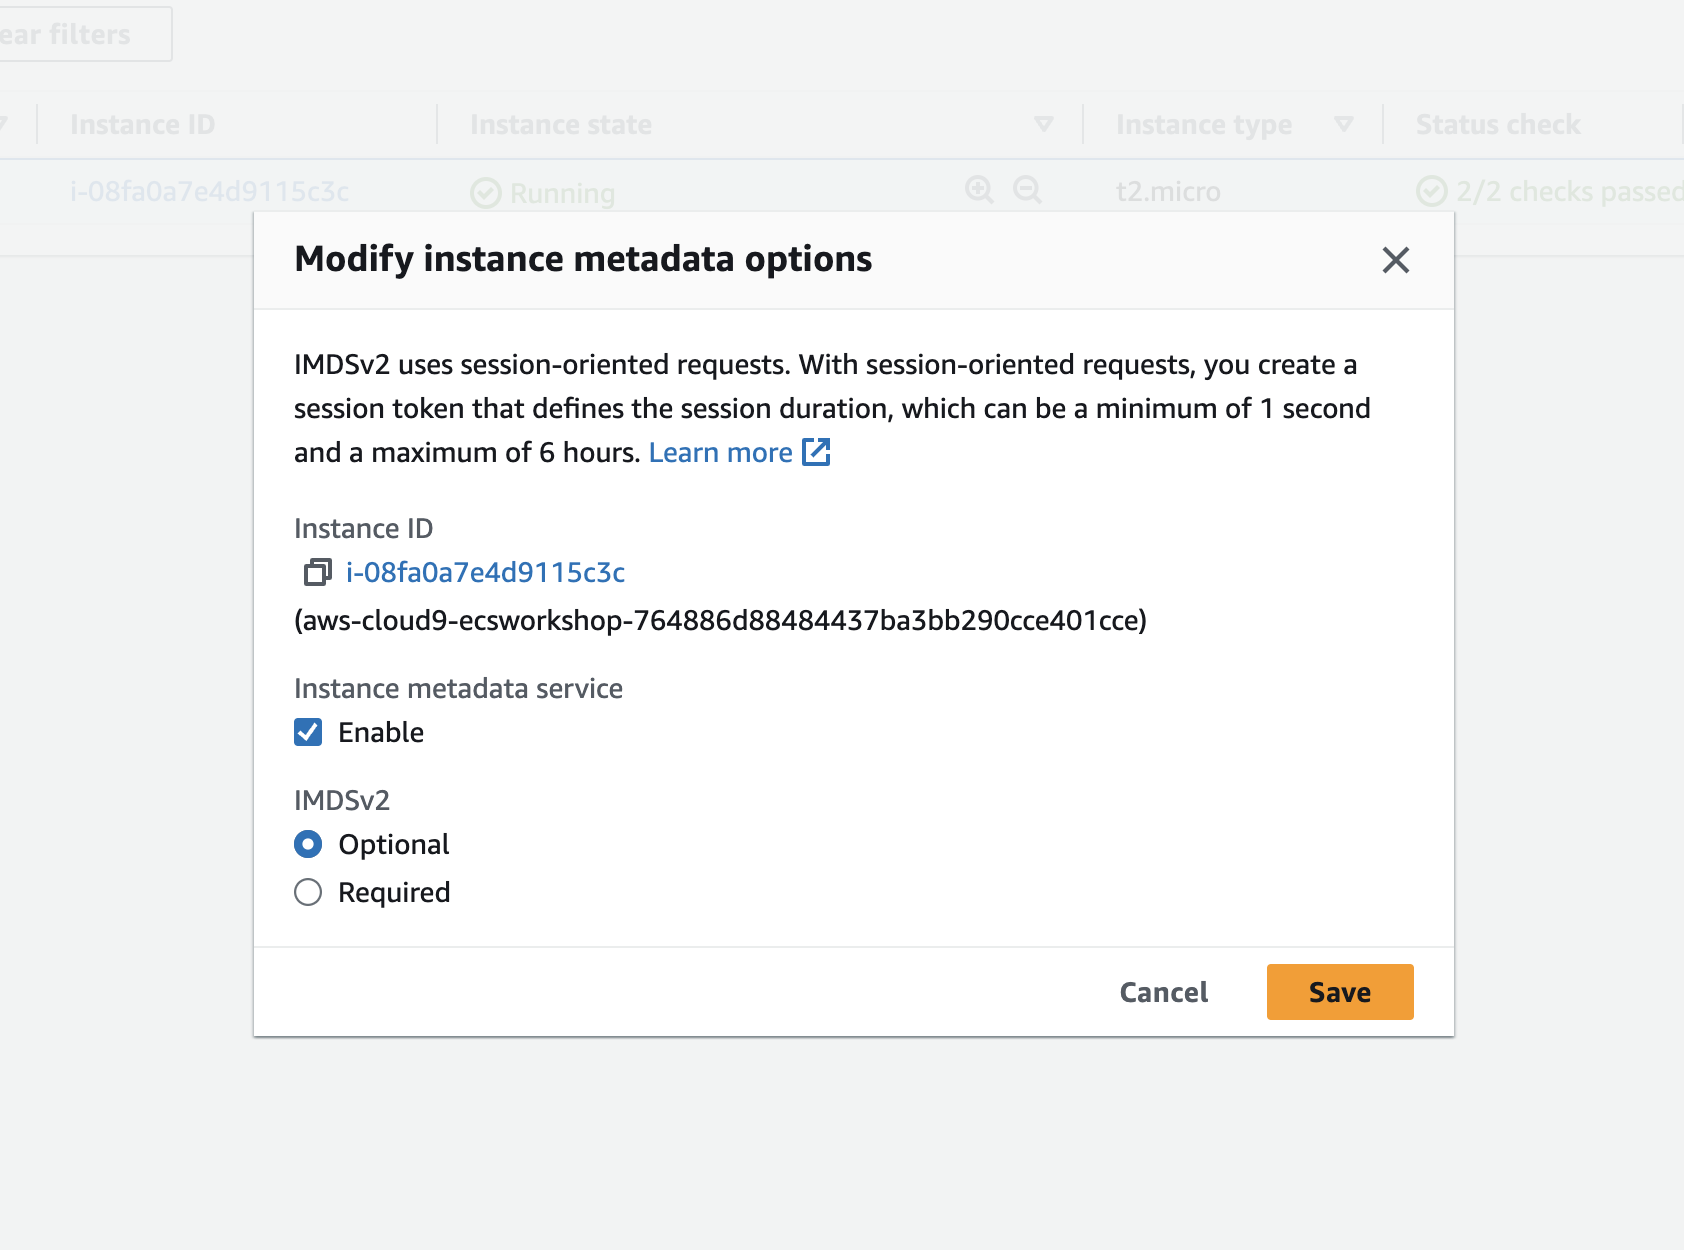 ear filters
Instance ID
Instance state
Instance type
Status check
i-08fa0a7e4d9115c3c
Running
t2.micro
2/2 checks passed
Modify instance metadata options
IMDSv2 uses session-oriented requests. With session-oriented requests, you create a
session token that defines the session duration, which can be a minimum of 1 second
and a maximum of 6 hours. Learn more
Instance ID
i-08fa0a7e4d9115c3c
(aws-cloud9-ecsworkshop-764886d88484437ba3bb290cce401cce)
Instance metadata service
Enable
IMDSv2
Optional
Required
Cancel
Save